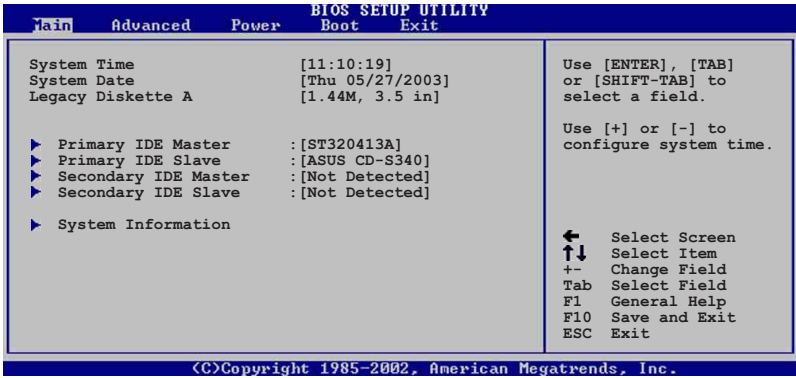 BIOS SETUP UTILITY
Main Advanced Power Boot Exit
System Time [11:10:19]
System Date [Thu 05/27/2003]
Legacy Diskette A [1.44M, 3.5 in]
Primary IDE Master :[ST320413A]
Primary IDE Slave :[ASUS CD-S340]
Secondary IDE Master :[Not Detected]
Secondary IDE Slave :[Not Detected]
System Information
Use [ENTER], [TAB]
or [SHIFT-TAB] to
select a field.
Use [+] or [-] to
configure system time.
← Select Screen
↑↓ Select Item
+- Change Field
Tab Select Field
F1 General Help
F10 Save and Exit
ESC Exit
(C)Copyright 1985-2002, American Megatrends, Inc.